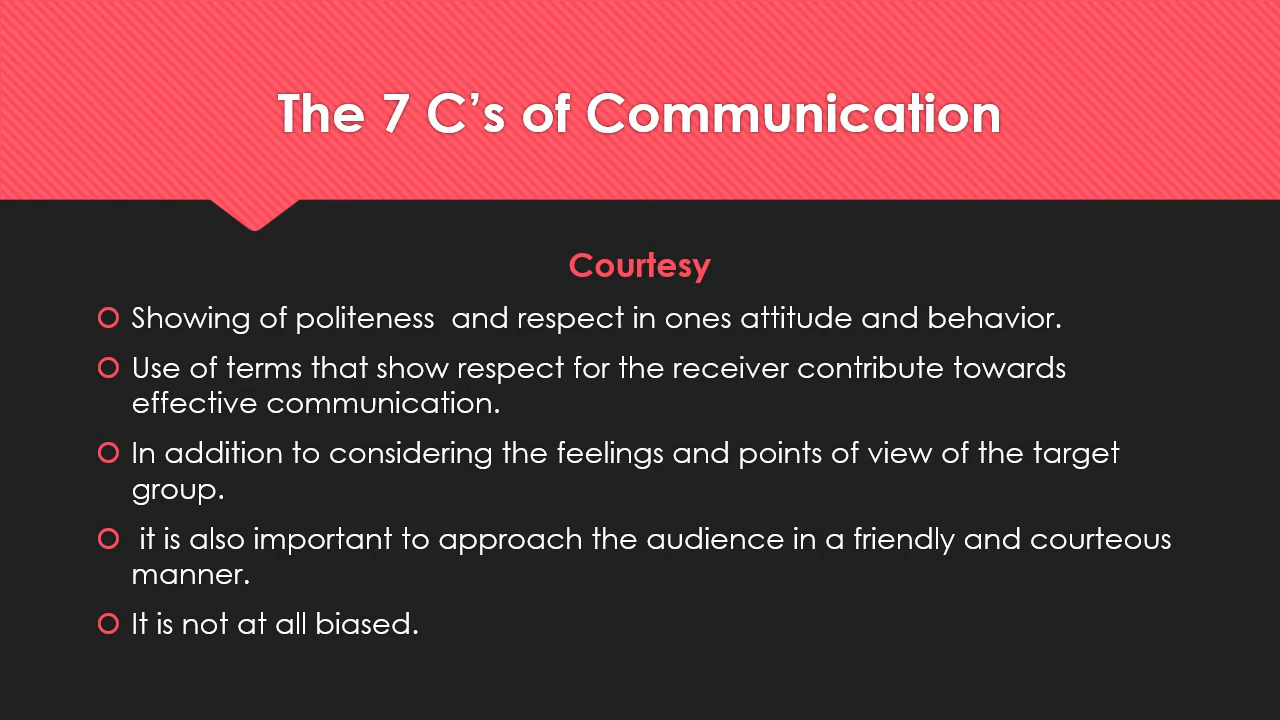 The 7 C’s of Communication
Courtesy
Showing of politeness  and respect in ones attitude and behavior.
Use of terms that show respect for the receiver contribute towards
effective communication.
In addition to considering the feelings and points of view of the target
group.
it is also important to approach the audience in a friendly and courteous
manner.
It is not at all biased.